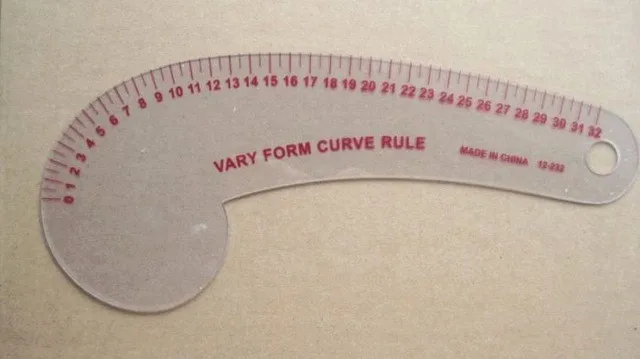 0 1 2 3 4 5 6 7 8 9 10 11 12 13 14 15 16 17 18 19 20 21 22 23 24 25 26 27 28 29 30 31 32
VARY FORM CURVE RULE
MADE IN CHINA 12-232